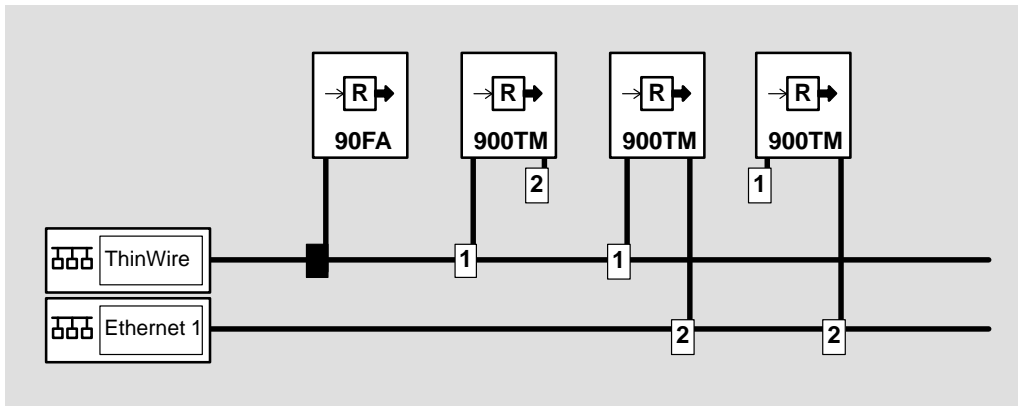 R R R R
90FA 900TM 900TM 900TM
2 1
ThinWire 1 1
Ethernet 1 2 2